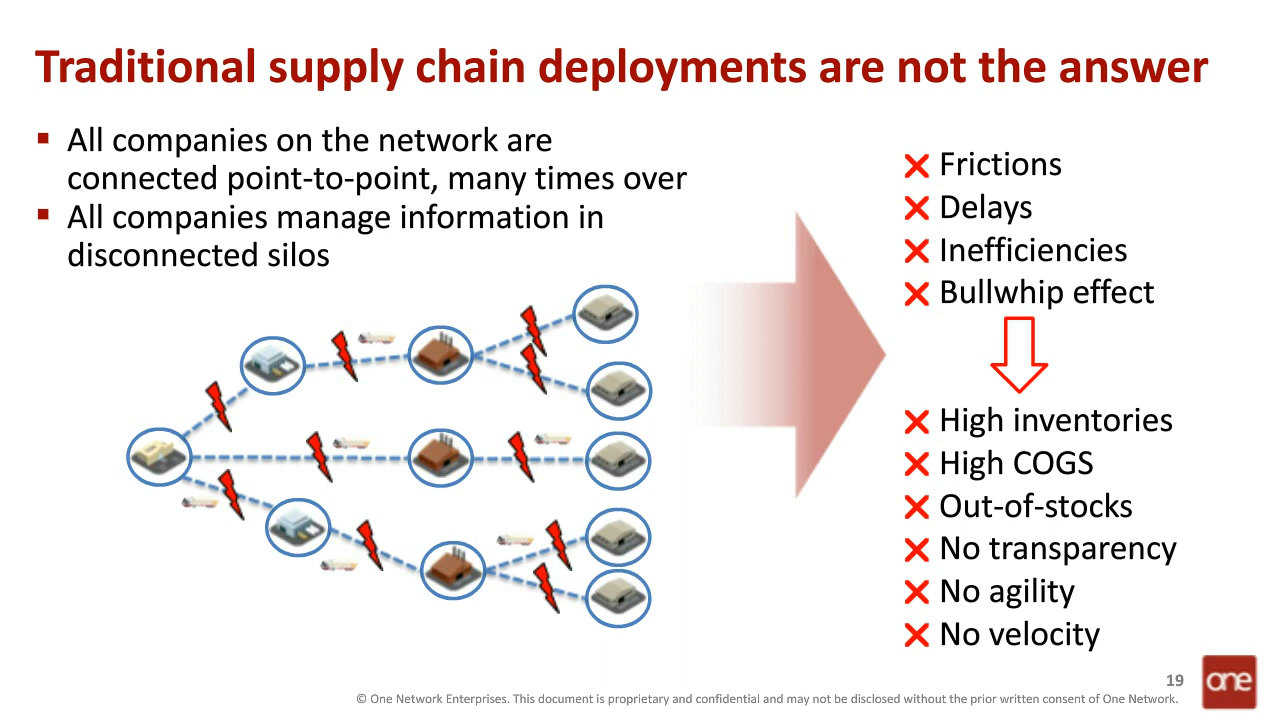 Traditional supply chain deployments are not the answer
All companies on the network are
connected point-to-point, many times over
All companies manage information in
disconnected silos
Frictions
Delays
Inefficiencies
Bullwhip effect
High inventories
High COGS
Out-of-stocks
No transparency
No agility
No velocity
19
© One Network Enterprises. This document is proprietary and confidential and may not be disclosed without the prior written consent of One Network.
one